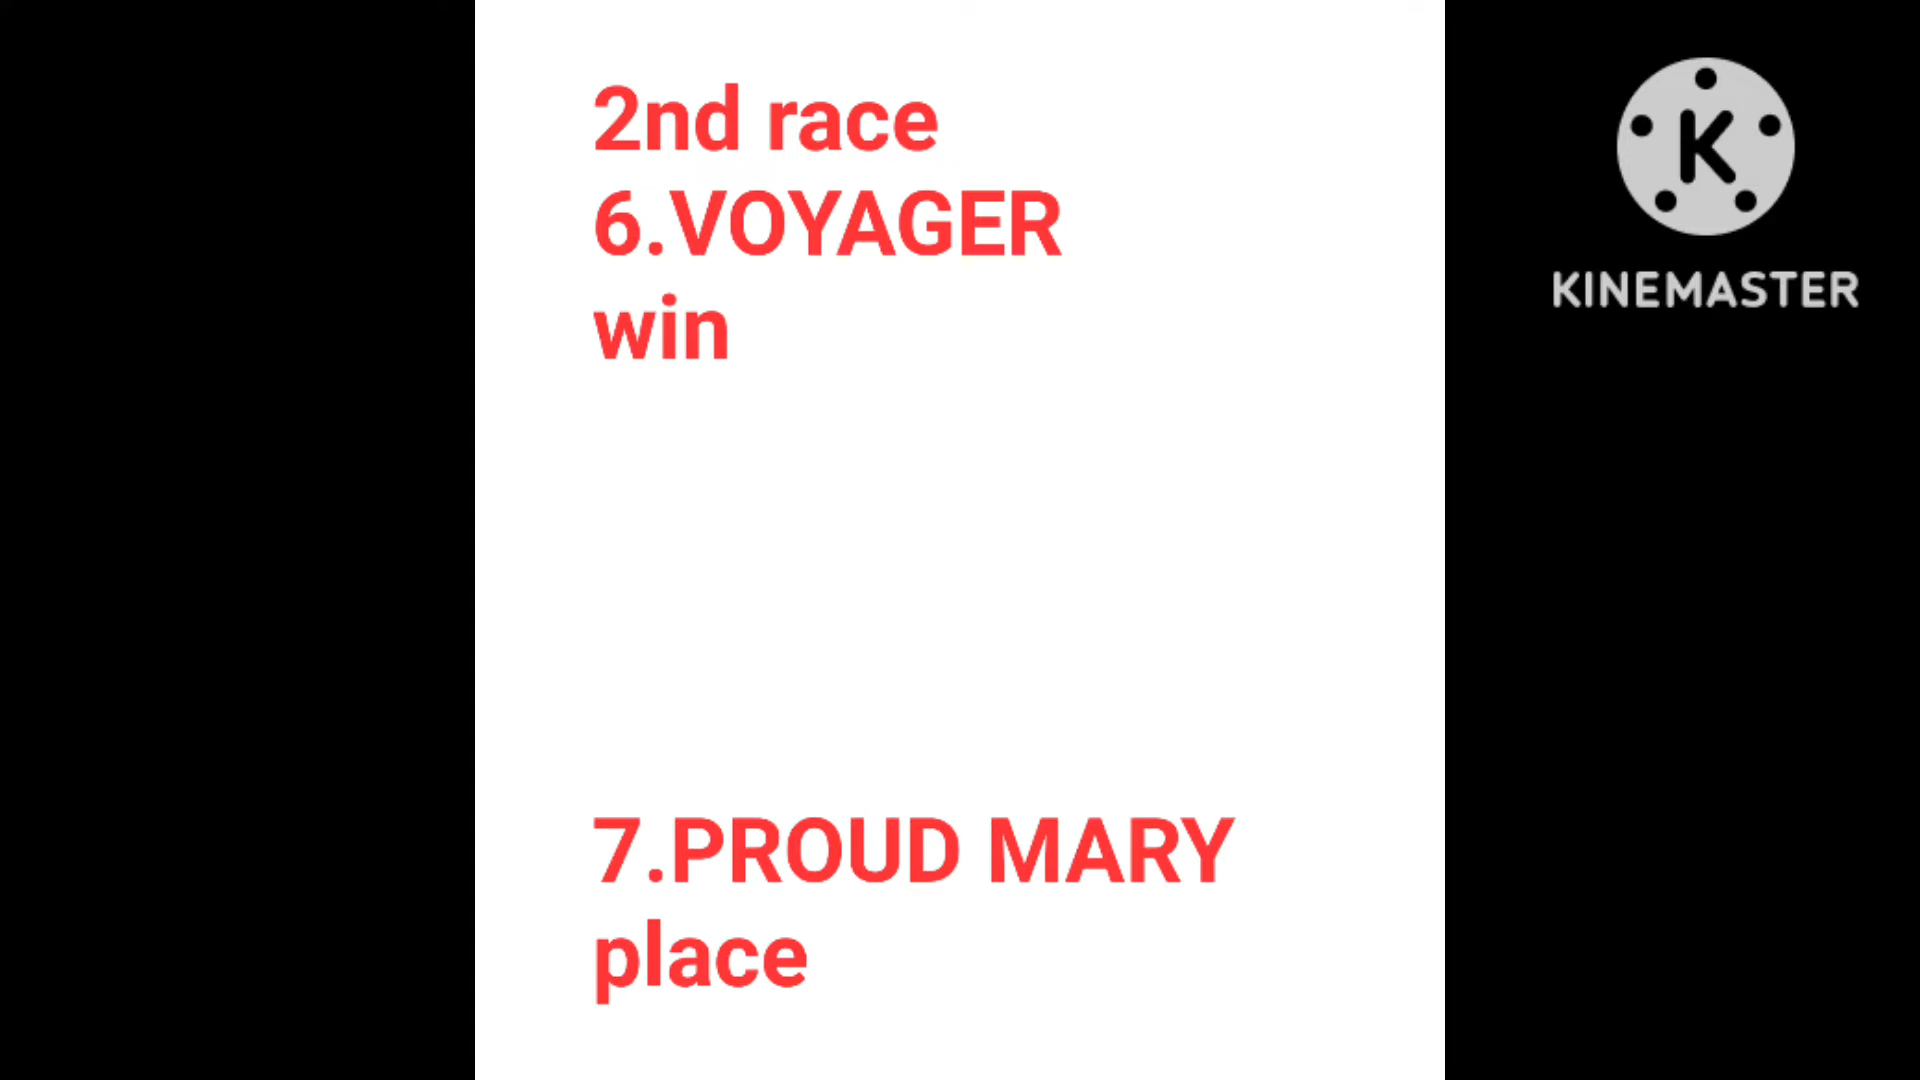 2nd race
6.VOYAGER
win
7.PROUD MARY
place
K
KINEMASTER